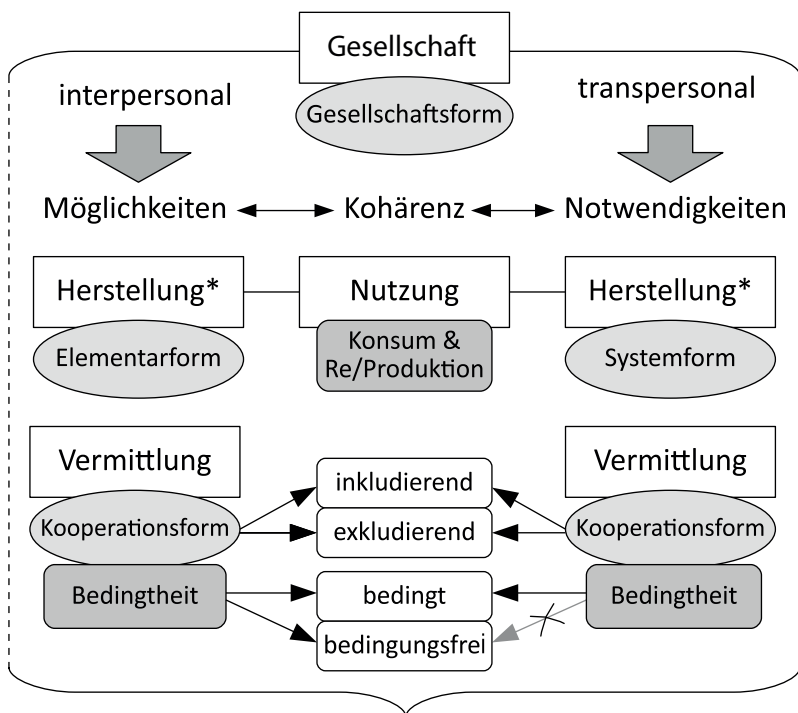 Gesellschaft
Gesellschaftsform
interpersonal
transpersonal
Möglichkeiten
Kohärenz
Notwendigkeiten
Herstellung*
Nutzung
Herstellung*
Elementarform
Konsum &
Re/Produktion
Systemform
Vermittlung
Vermittlung
inkludierend
Kooperationsform
exkludierend
Kooperationsform
Bedingtheit
bedingt
Bedingtheit
bedingungsfrei